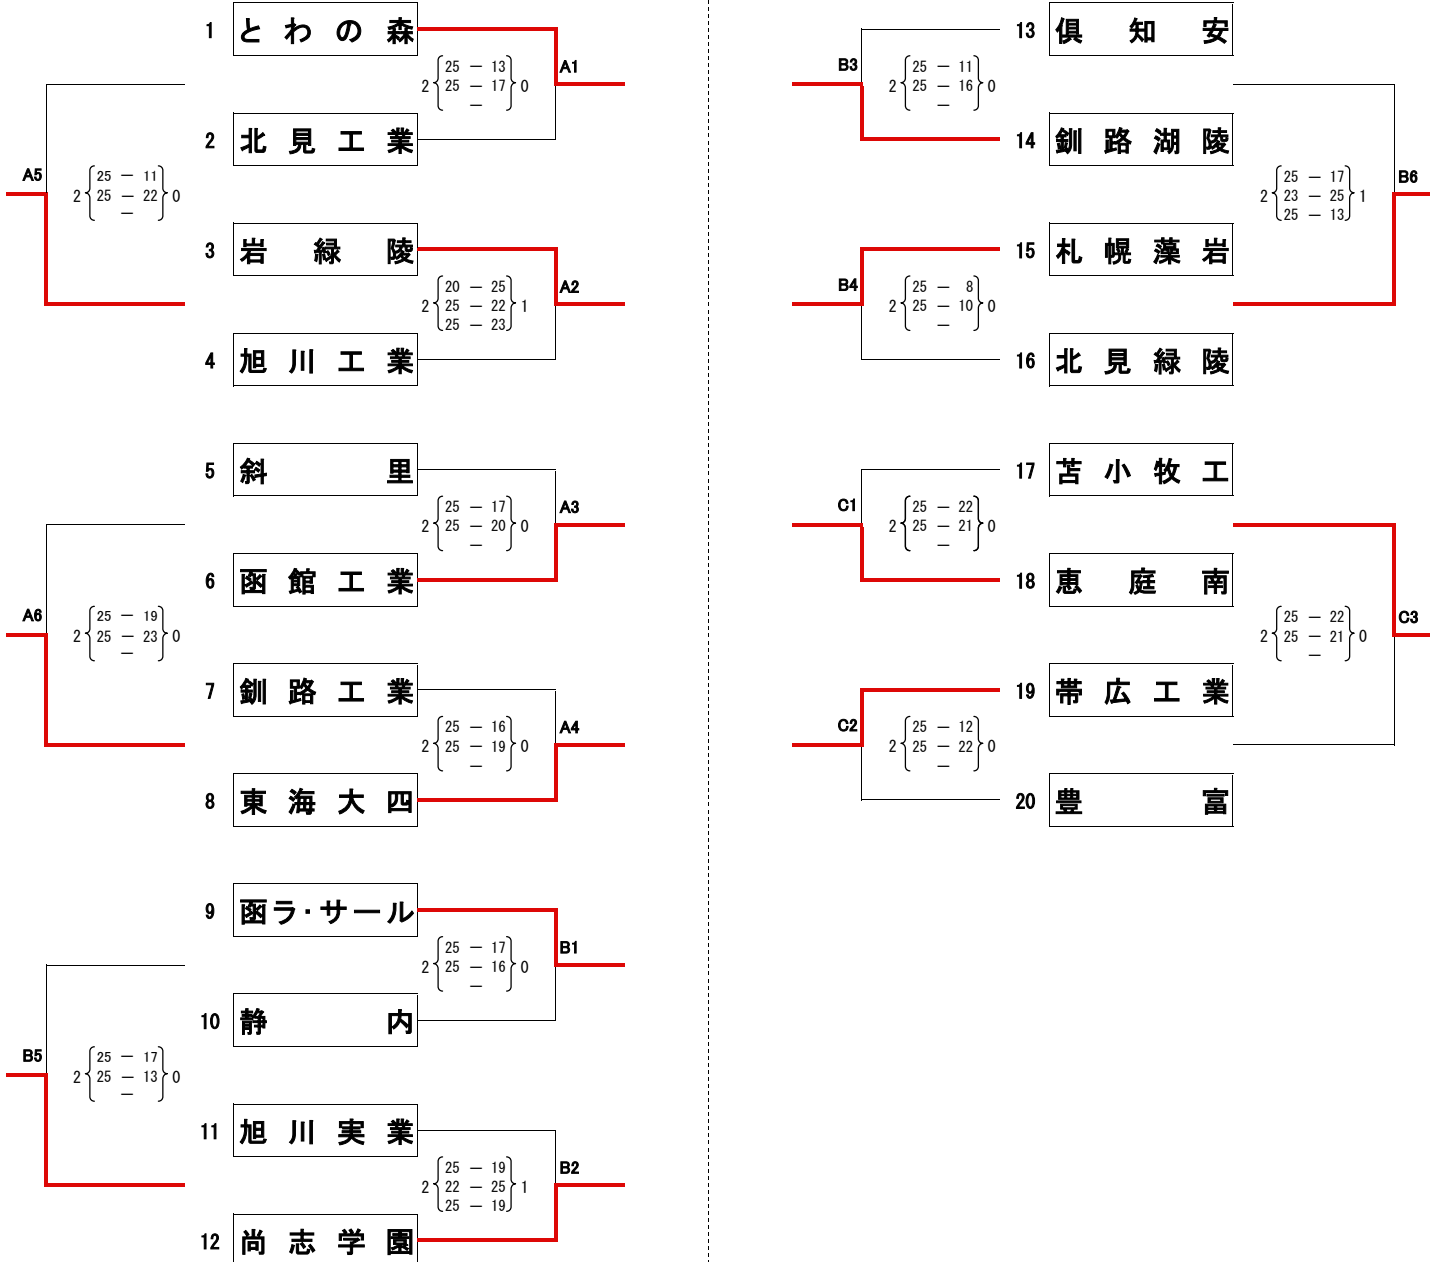 1 とわの森
25 — 13
A1
2 25 — 17 0
—
2 北見工業
A5
25 — 11
2 25 — 22 0
—
3 岩緑陵
20 — 25
A2
2 25 — 22 1
25 — 23
4 旭川工業
5 斜里
25 — 17
A3
2 25 — 20 0
—
6 函館工業
A6
25 — 19
2 25 — 23 0
—
7 釧路工業
25 — 16
A4
2 25 — 19 0
—
8 東海大四
9 函ラ・サール
25 — 17
B1
2 25 — 16 0
—
10 静内
B5
25 — 17
2 25 — 13 0
—
11 旭川実業
25 — 19
B2
2 22 — 25 1
25 — 19
12 尚志学園
13 倶知安
B3
25 — 11
2 25 — 16 0
—
14 釧路湖陵
25 — 17
B6
2 23 — 25 1
25 — 13
15 札幌藻岩
B4
25 — 8
2 25 — 10 0
—
16 北見緑陵
17 苫小牧工
C1
25 — 22
2 25 — 21 0
—
18 恵庭南
25 — 22
C3
2 25 — 21 0
—
19 帯広工業
C2
25 — 12
2 25 — 22 0
—
20 豊富